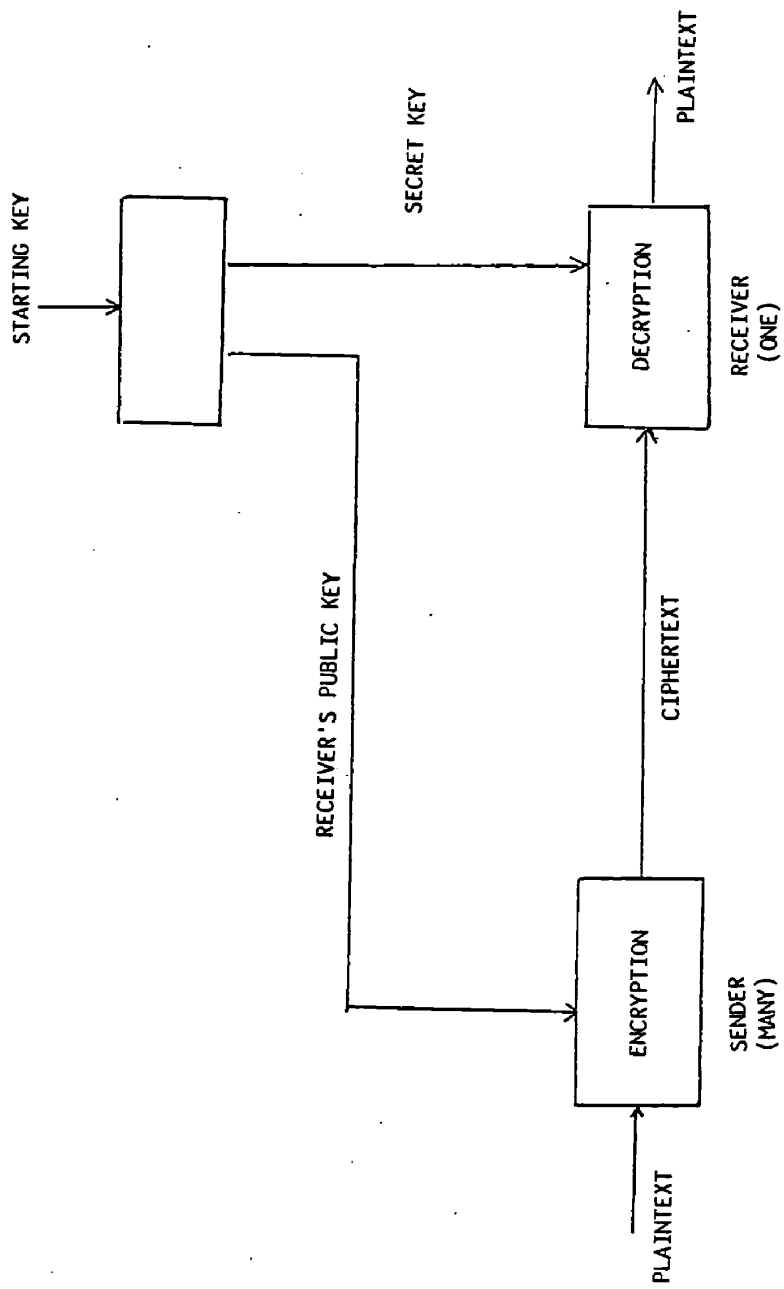 STARTING KEY
SECRET KEY
RECEIVER'S PUBLIC KEY
PLAINTEXT
ENCRYPTION
SENDER
(MANY)
CIPHERTEXT
DECRYPTION
RECEIVER
(ONE)
PLAINTEXT